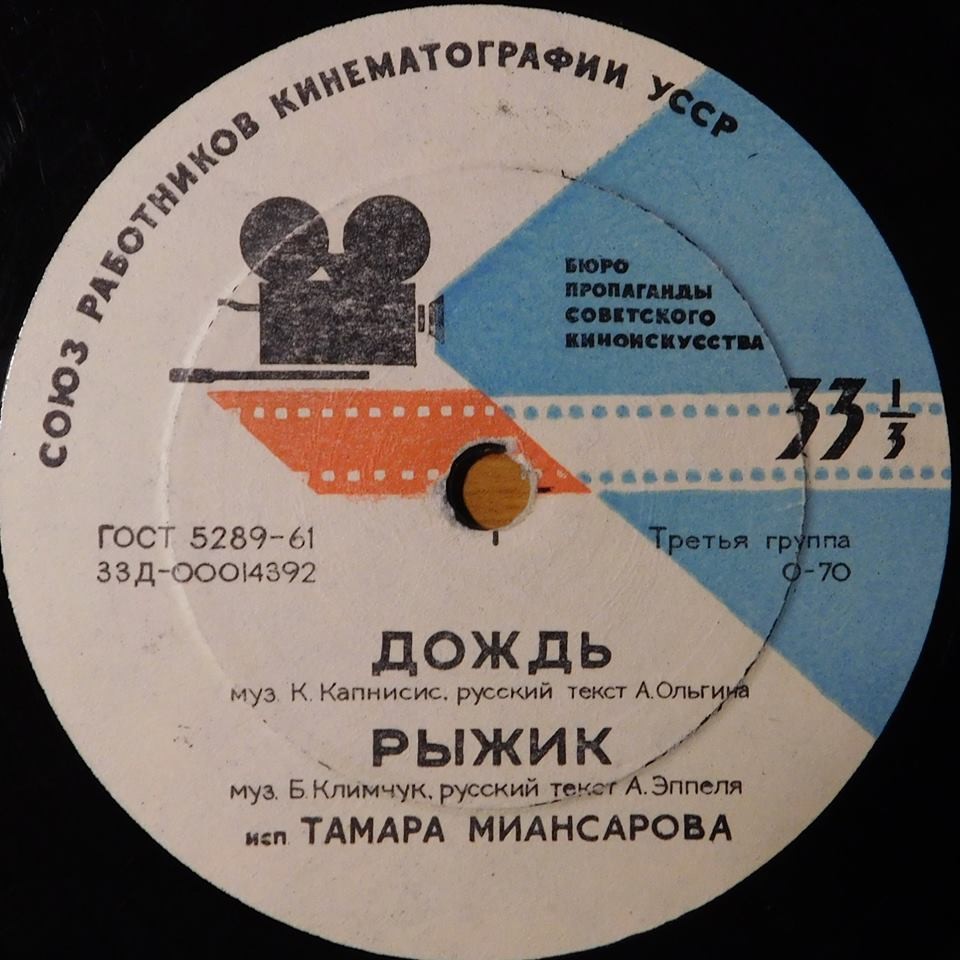 СОЮЗ РАБОТНИКОВ КИНЕМАТОГРАФИИ УССР
БЮРО
ПРОПАГАНДЫ
СОВЕТСКОГО
КИНОИСКУССТВА
33 1/3
ГОСТ 5289-61
33Д-00014392
Третья группа
0-70
ДОЖДЬ
муз. К. Капнисис, русский текст А.Ольгина
РЫЖИК
муз. Б.Климчук, русский текст А.Эппеля
исп. ТАМАРА МИАНСАРОВА